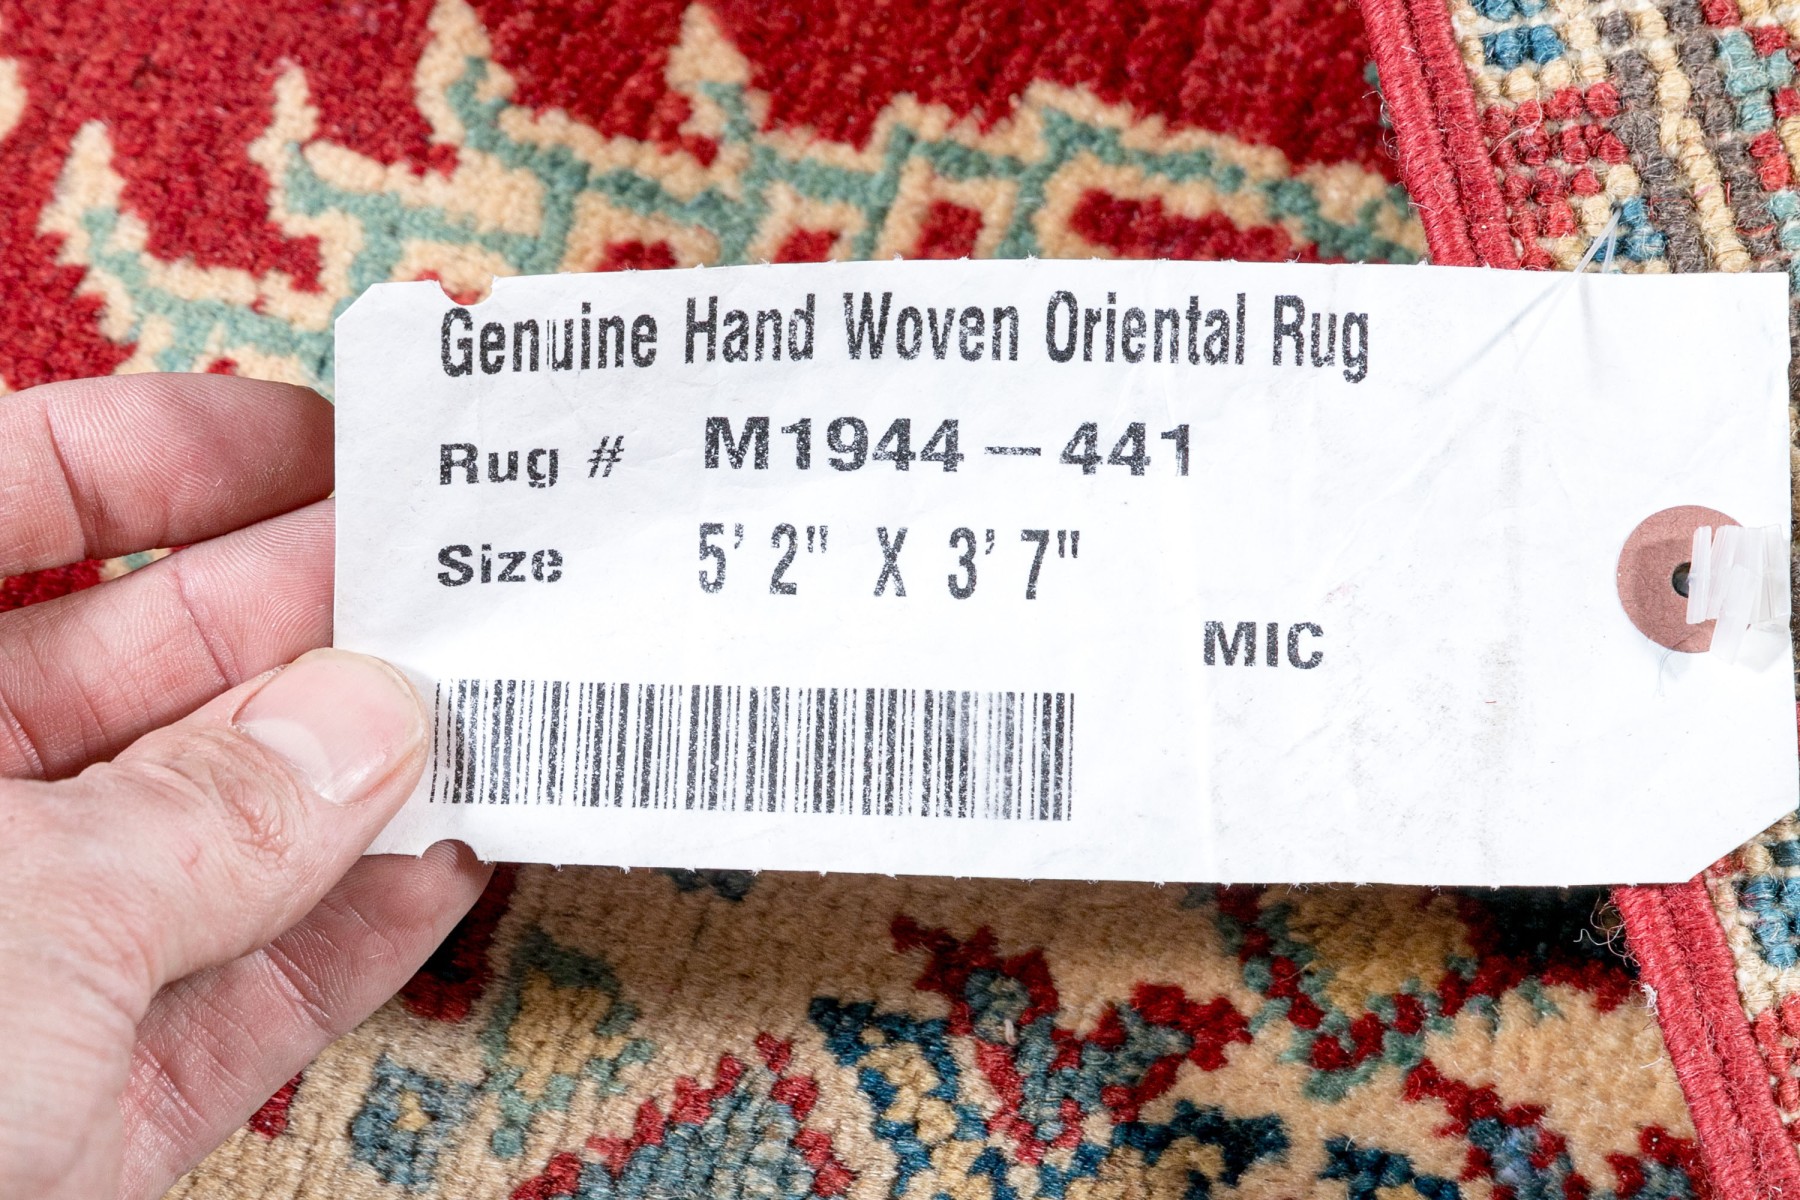 Genuine Hand Woven Oriental Rug
Rug # M1944-441
Size 5' 2" X 3' 7"
MIC